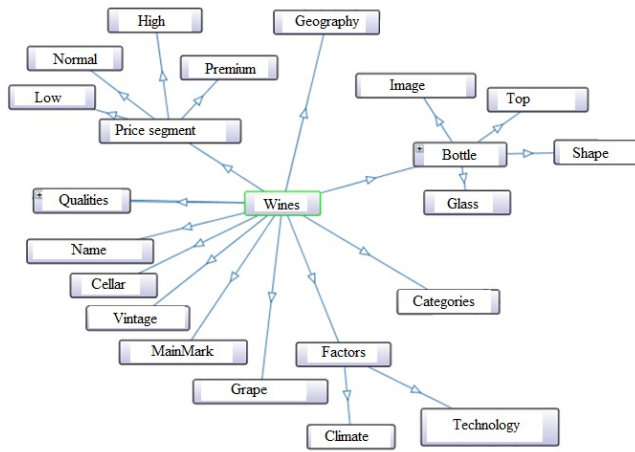 High
Geography
Normal
Premium
Image
Low
Top
Price segment
Bottle
Shape
Qualities
Wines
Glass
Name
Cellar
Categories
Vintage
MainMark
Factors
Grape
Technology
Climate